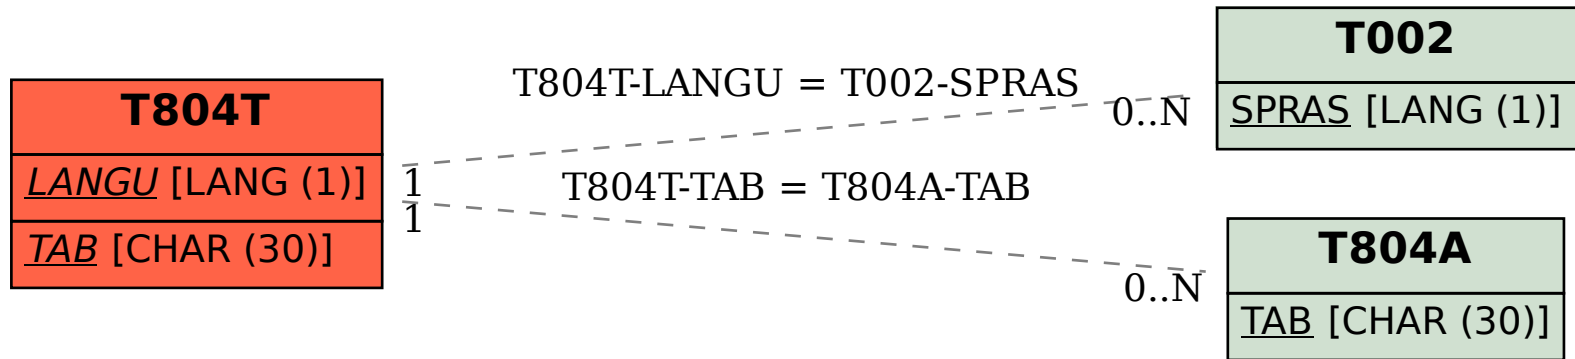 T804T
LANGU [LANG (1)]
TAB [CHAR (30)]
T804T-LANGU = T002-SPRAS
1
0..N
T804T-TAB = T804A-TAB
1
0..N
T002
SPRAS [LANG (1)]
T804A
TAB [CHAR (30)]